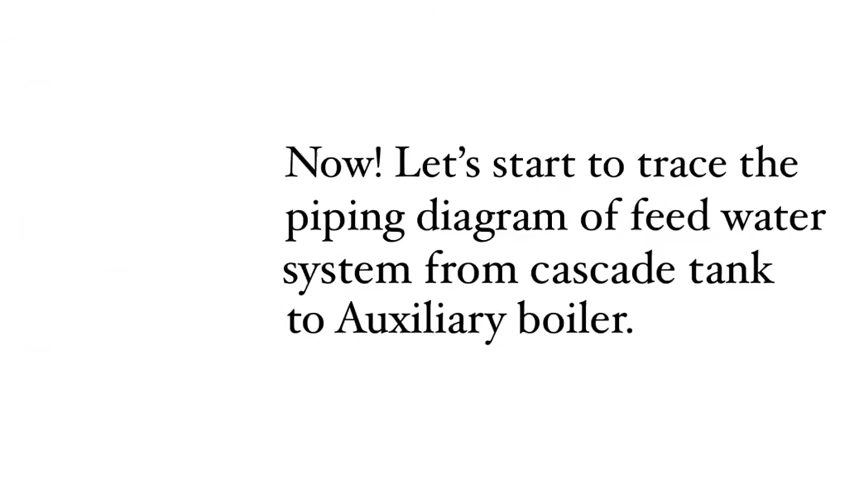 Now! Let’s start to trace the
piping diagram of feed water
system from cascade tank
to Auxiliary boiler.